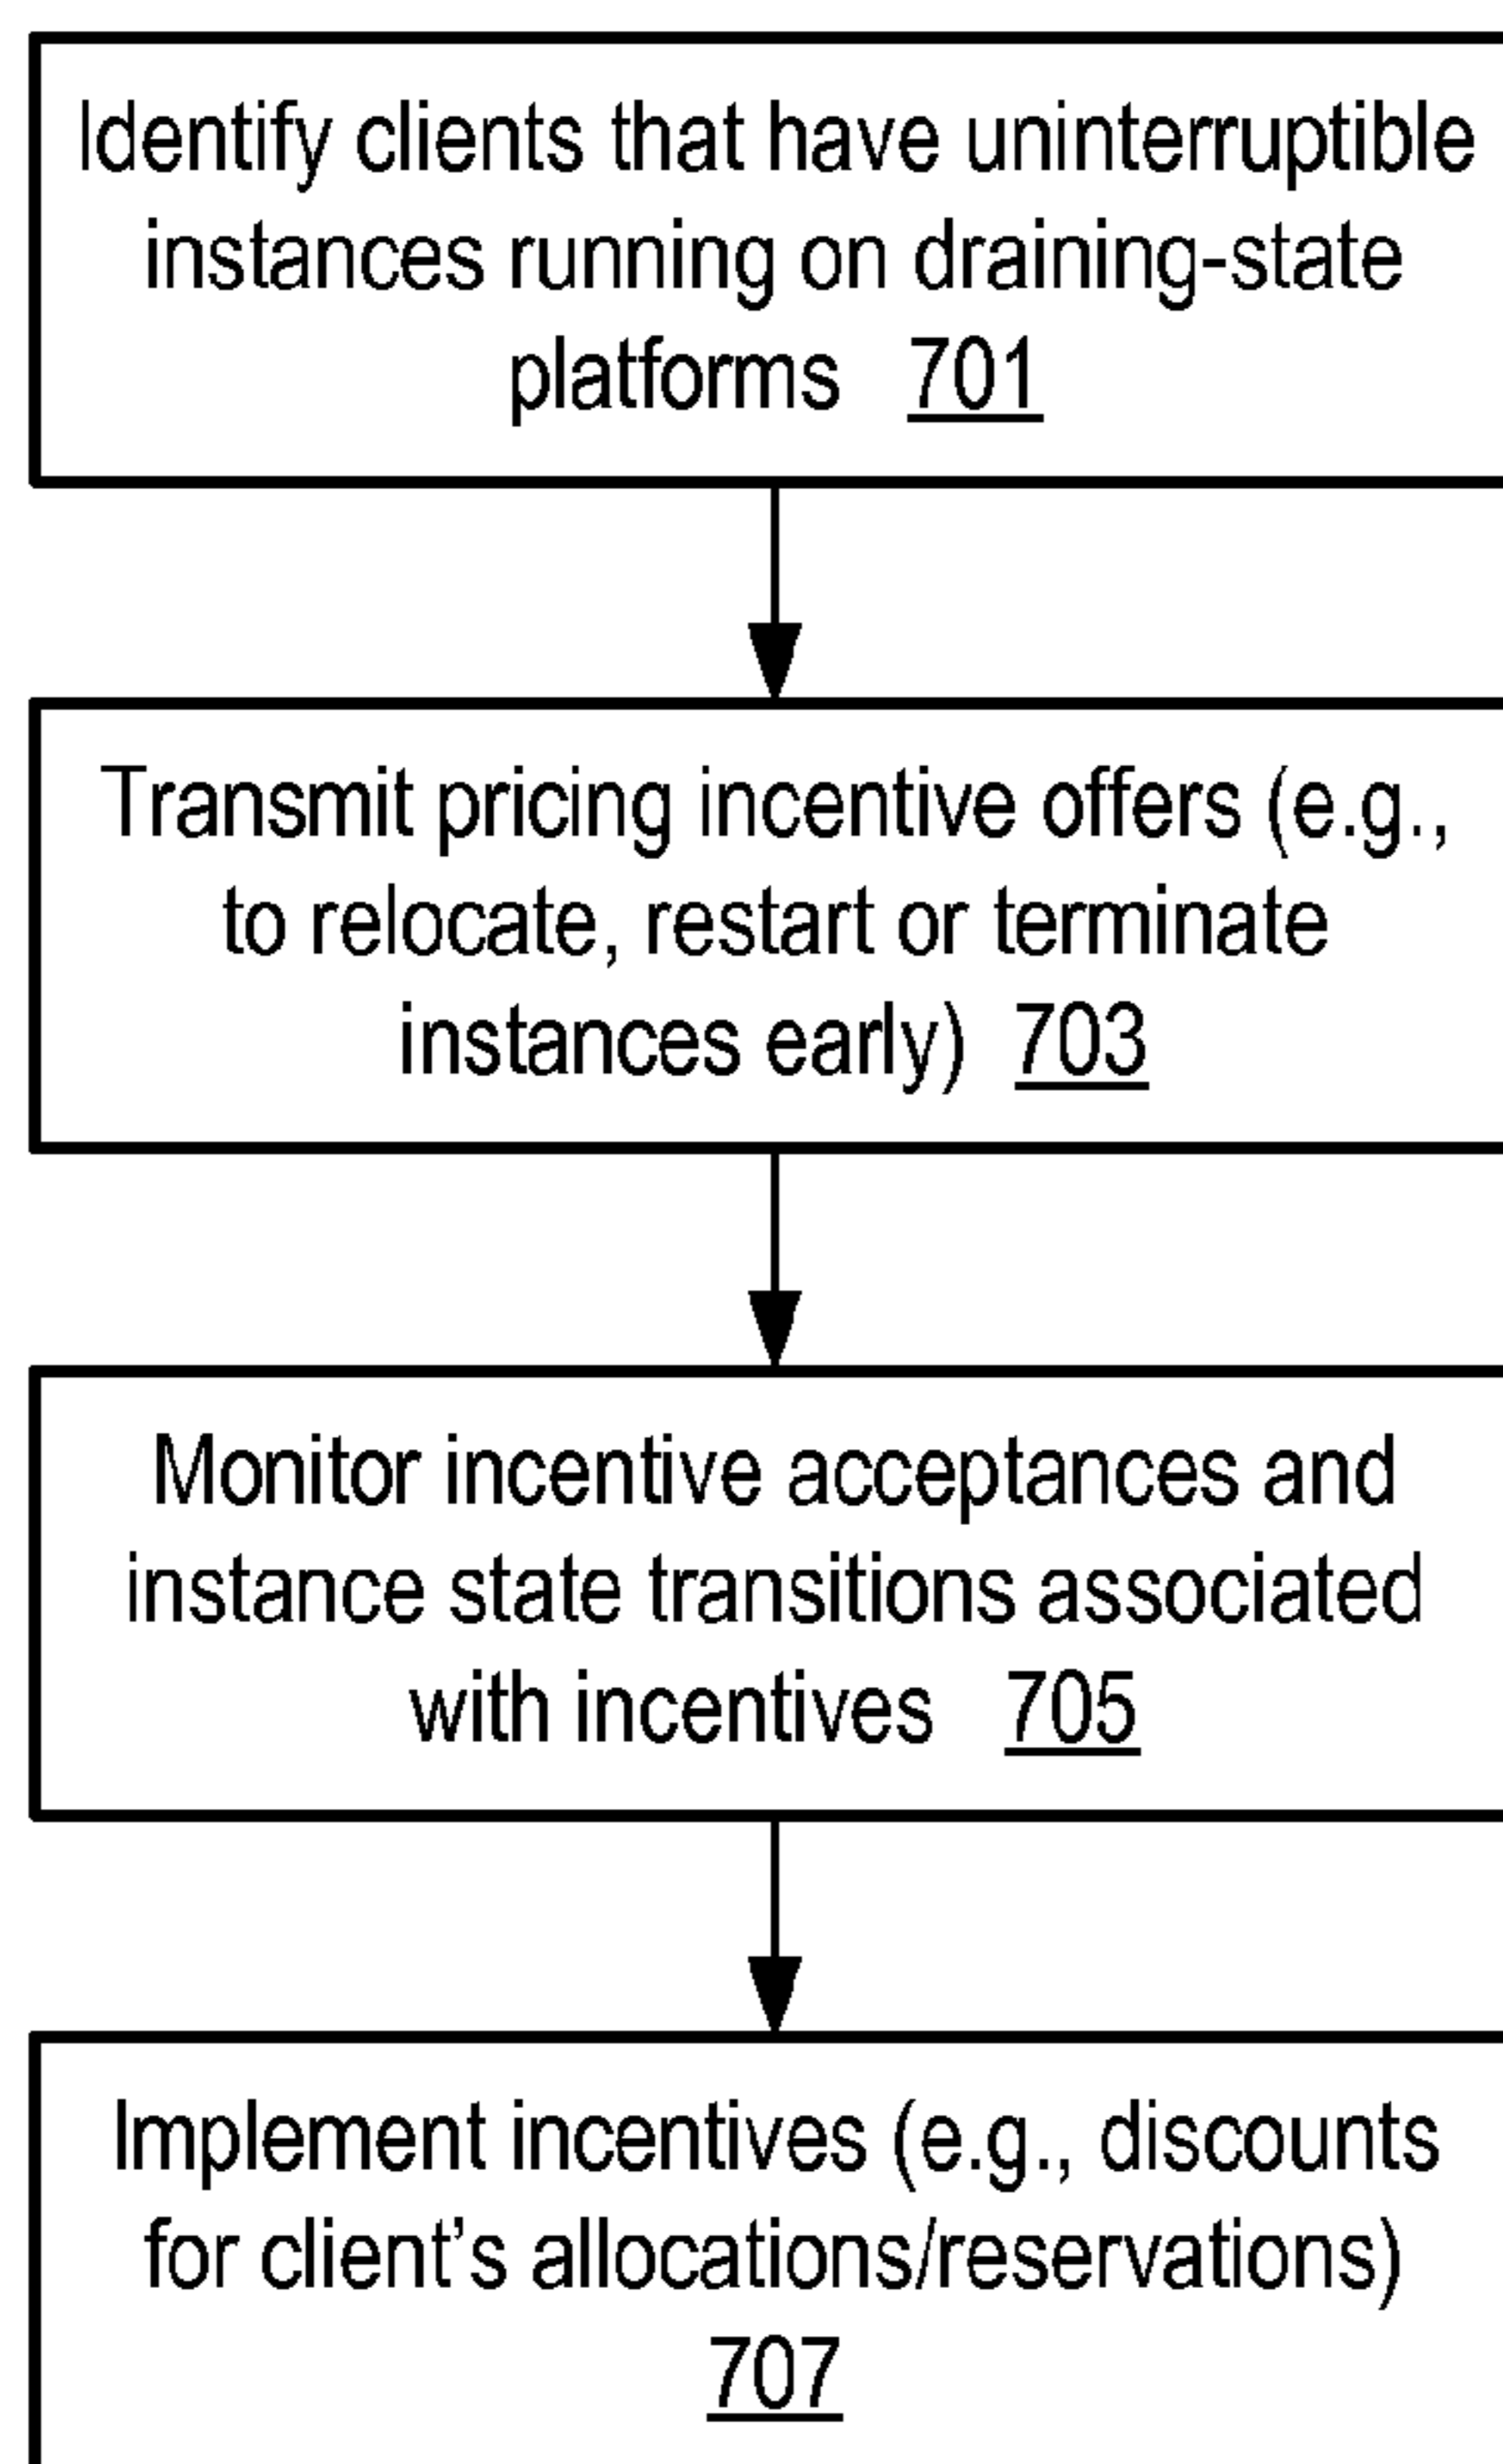 Identify clients that have uninterruptible
instances running on draining-state
platforms 701
Transmit pricing incentive offers (e.g.,
to relocate, restart or terminate
instances early) 703
Monitor incentive acceptances and
instance state transitions associated
with incentives 705
Implement incentives (e.g., discounts
for client’s allocations/reservations)
707